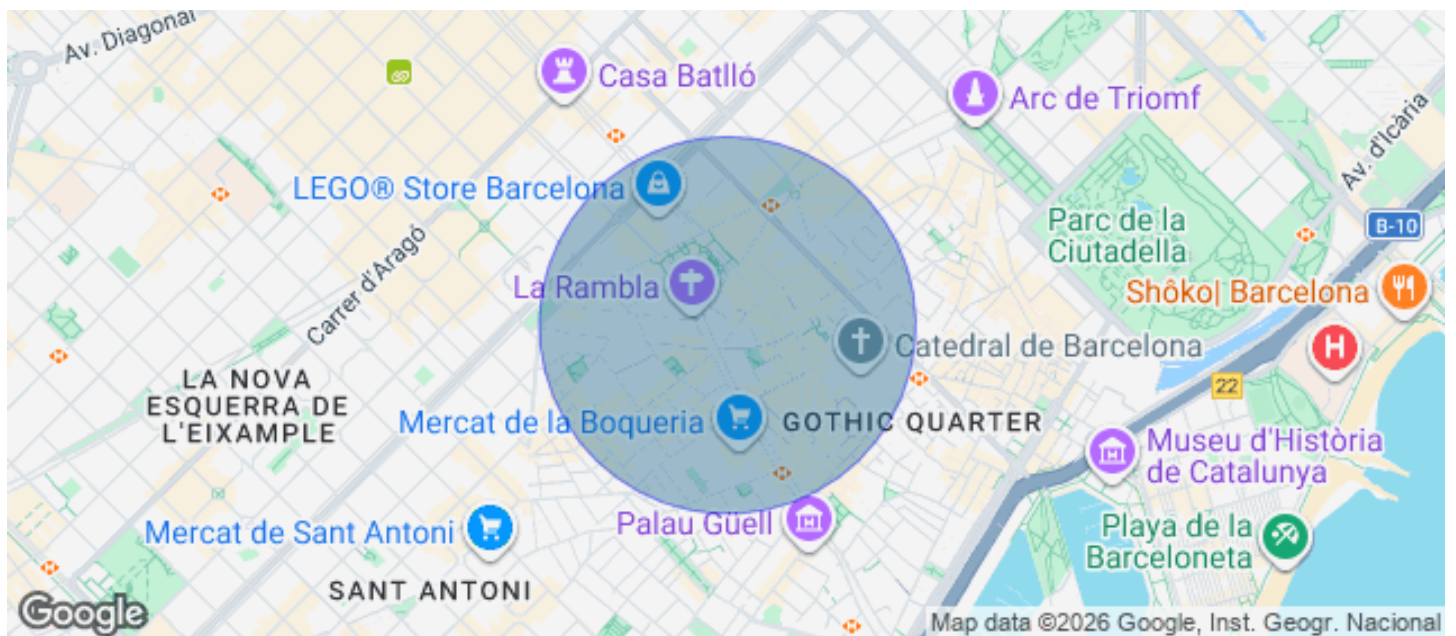 Av. Diagonal
Casa Batlló
Arc de Triomf
Av. d'Icària
LEGO® Store Barcelona
Parc de la
Ciutadella
B-10
Carrer d'Aragó
La Rambla
Shôko| Barcelona
H
Catedral de Barcelona
22
LA NOVA
ESQUERRA DE
L'EIXAMPLE
Mercat de la Boqueria
GOTHIC QUARTER
Museu d'Història
de Catalunya
Mercat de Sant Antoni
Palau Güell
Playa de la
Barceloneta
SANT ANTONI
Google
Map data ©2026 Google, Inst. Geogr. Nacional